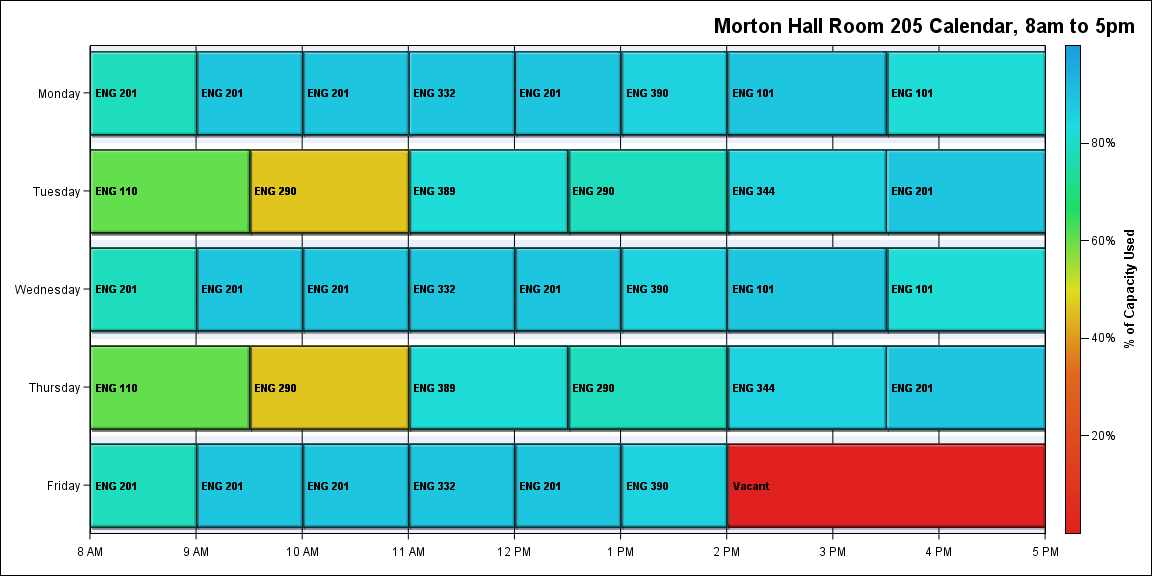 Morton Hall Room 205 Calendar, 8am to 5pm
Monday
ENG 201
ENG 201
ENG 201
ENG 332
ENG 201
ENG 390
ENG 101
ENG 101
Tuesday
ENG 110
ENG 290
ENG 389
ENG 290
ENG 344
ENG 201
Wednesday
ENG 201
ENG 201
ENG 201
ENG 332
ENG 201
ENG 390
ENG 101
ENG 101
Thursday
ENG 110
ENG 290
ENG 389
ENG 290
ENG 344
ENG 201
Friday
ENG 201
ENG 201
ENG 201
ENG 332
ENG 201
ENG 390
Vacant
8 AM
9 AM
10 AM
11 AM
12 PM
1 PM
2 PM
3 PM
4 PM
5 PM
80%
60%
40%
20%
% of Capacity Used